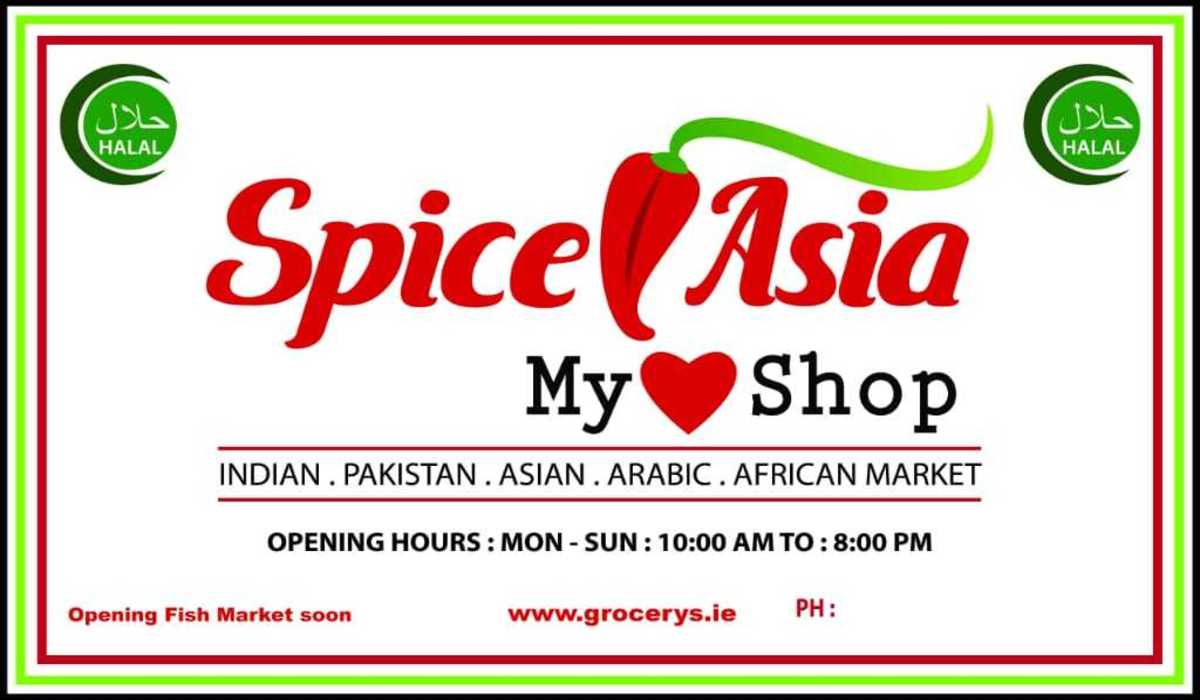 حلال
HALAL
حلال
HALAL
Spice Asia
My Shop
INDIAN . PAKISTAN . ASIAN . ARABIC . AFRICAN MARKET
OPENING HOURS : MON - SUN : 10:00 AM TO : 8:00 PM
Opening Fish Market soon
www.grocerys.ie
PH :